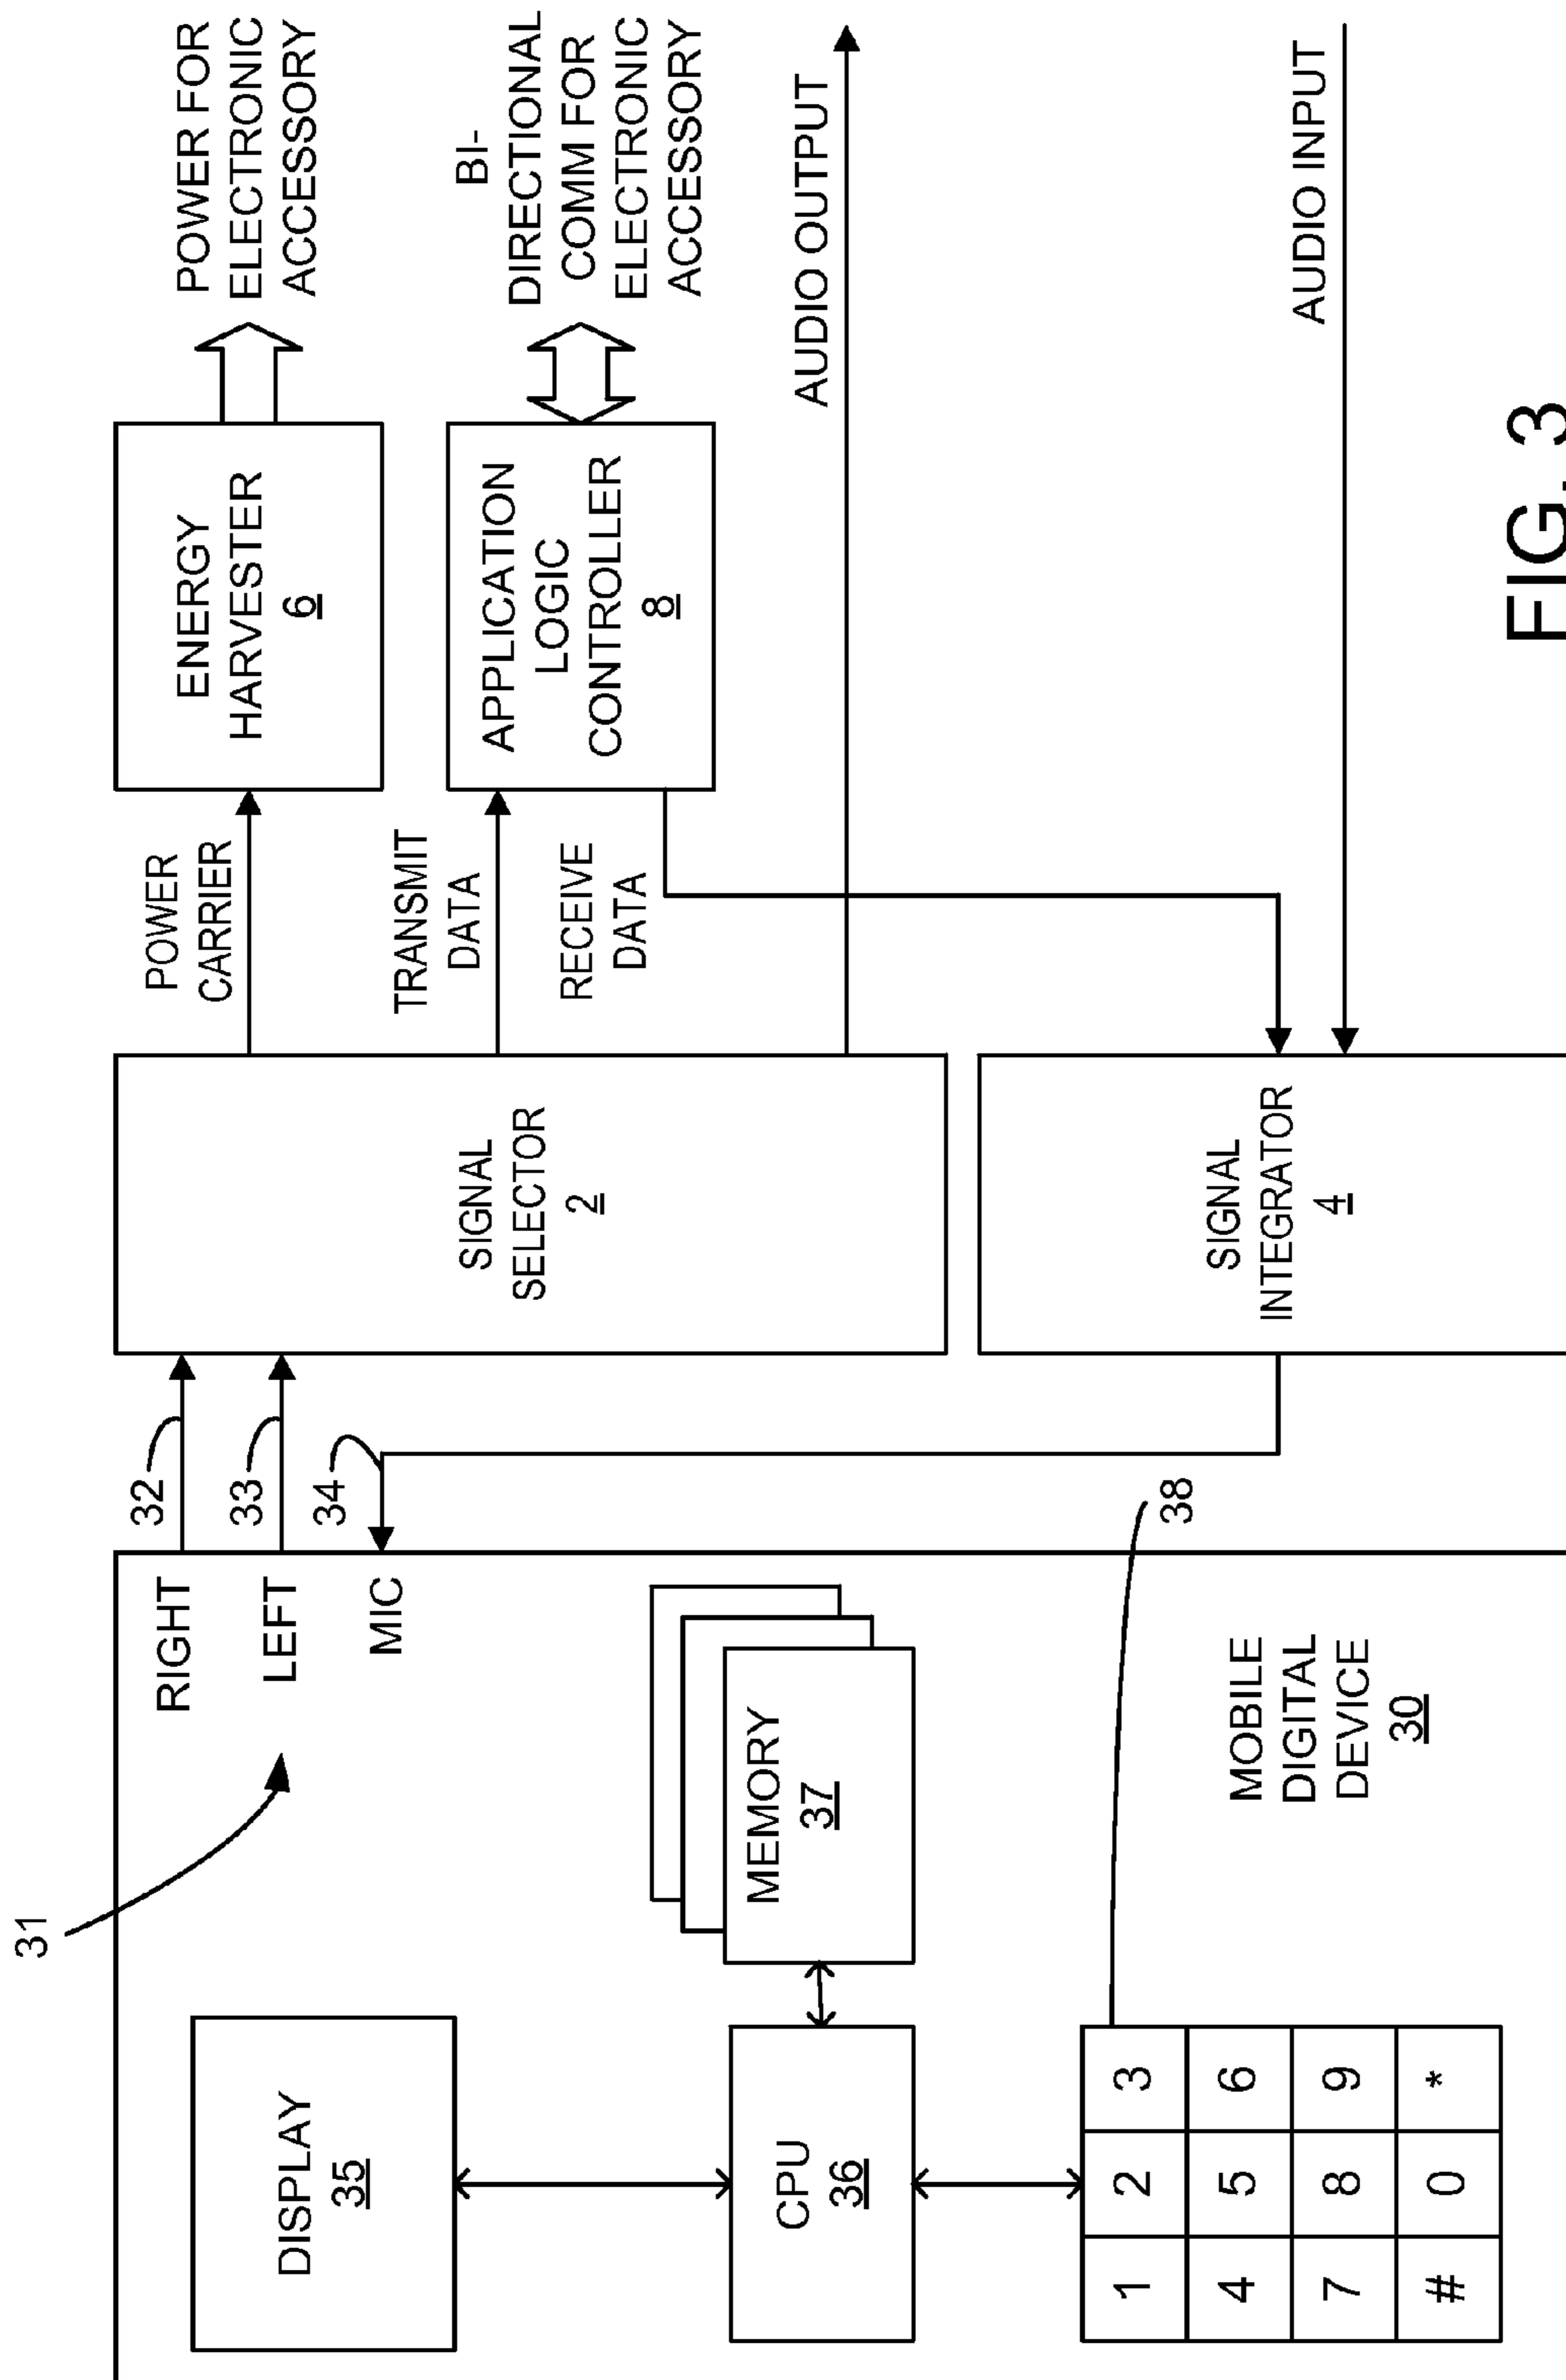 31
DISPLAY
35
CPU
36
MEMORY
37
1 2 3
4 5 6
7 8 9
# 0 *
MOBILE
DIGITAL
DEVICE
30
38
RIGHT
LEFT
MIC
32
33
34
SIGNAL
SELECTOR
2
SIGNAL
INTEGRATOR
4
POWER
CARRIER
TRANSMIT
DATA
RECEIVE
DATA
ENERGY
HARVESTER
6
APPLICATION
LOGIC
CONTROLLER
8
POWER FOR
ELECTRONIC
ACCESSORY
BI-
DIRECTIONAL
COMM FOR
ELECTRONIC
ACCESSORY
AUDIO OUTPUT
AUDIO INPUT
FIG. 3